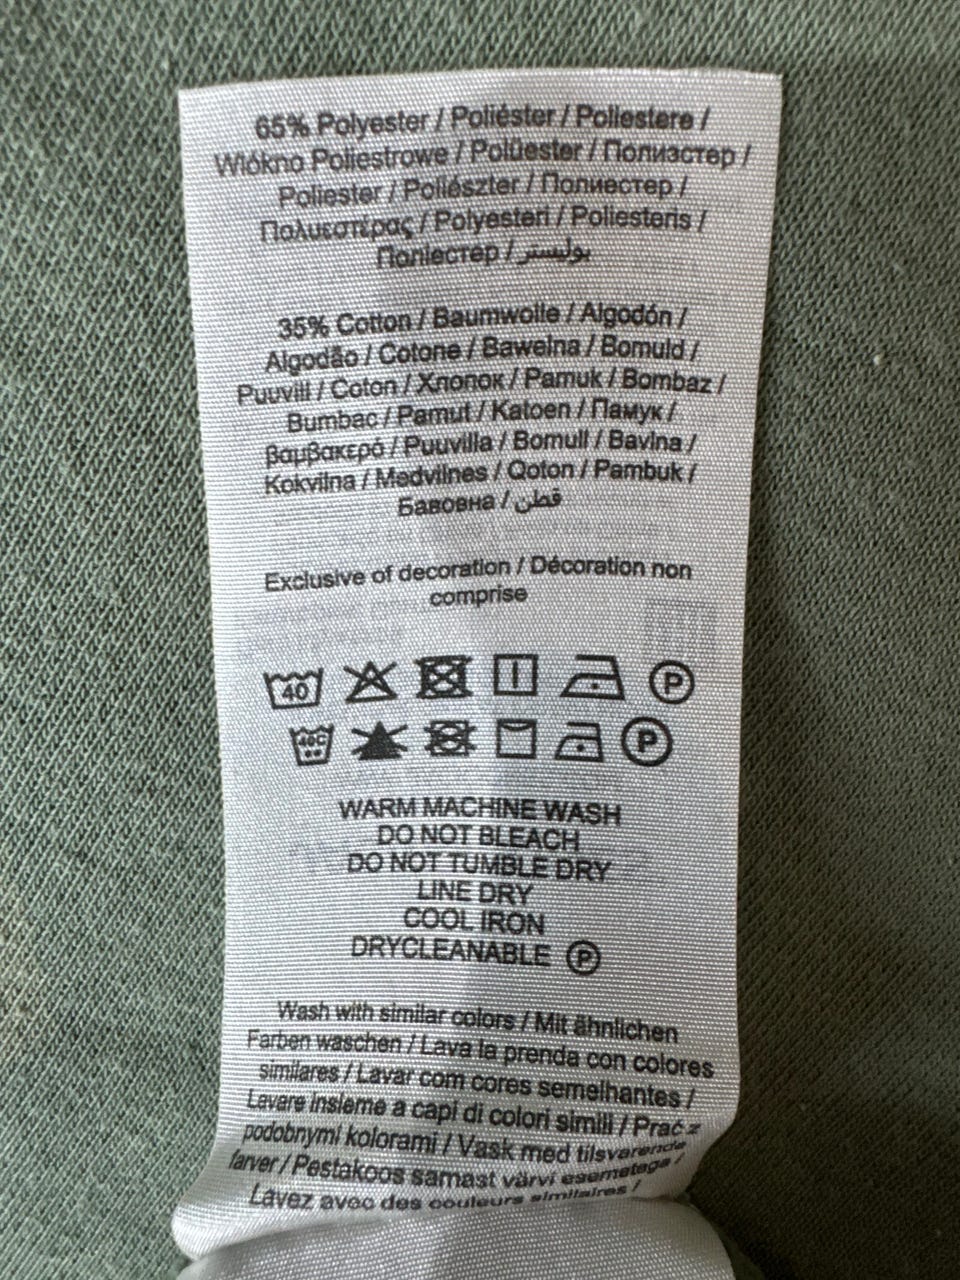 65% Polyester / Poliéster / Poliestere /
Włókno Poliestrowe / Polüester / Полиэстер /
Poliester / Poliészter / Полиестер /
Πολυεστέρας / Polyesteri / Poliesteris /
Поліестер / بوليستر
35% Cotton / Baumwolle / Algodón /
Algodão / Cotone / Bawełna / Bomuld /
Puuvill / Coton / Хлопок / Pamuk / Bombaz /
Bumbac / Pamut / Katoen / Памук /
βαμβακερό / Puuvilla / Bomull / Bavlna /
Kokvilna / Medvilnes / Qoton / Pambuk /
Бавовна / قطن
Exclusive of decoration / Décoration non
comprise
40 P
40C P
WARM MACHINE WASH
DO NOT BLEACH
DO NOT TUMBLE DRY
LINE DRY
COOL IRON
DRYCLEANABLE P
Wash with similar colors / Mit ähnlichen
Farben waschen / Lava la prenda con colores
similares / Lavar com cores semelhantes /
Lavare insieme a capi di colori simili / Prać z
podobnymi kolorami / Vask med tilsvarende
farver / Pestakoos samast värvi esemetega /
Lavez avec des couleurs similaires /